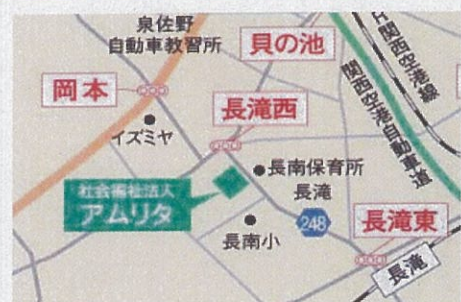 泉佐野
自動車教習所
貝の池
岡本
JR関西空港線
関西空港自動車道
長滝西
イズミヤ
長南保育所
長滝
社会福祉法人
アムリタ
248
長滝東
長南小
長滝